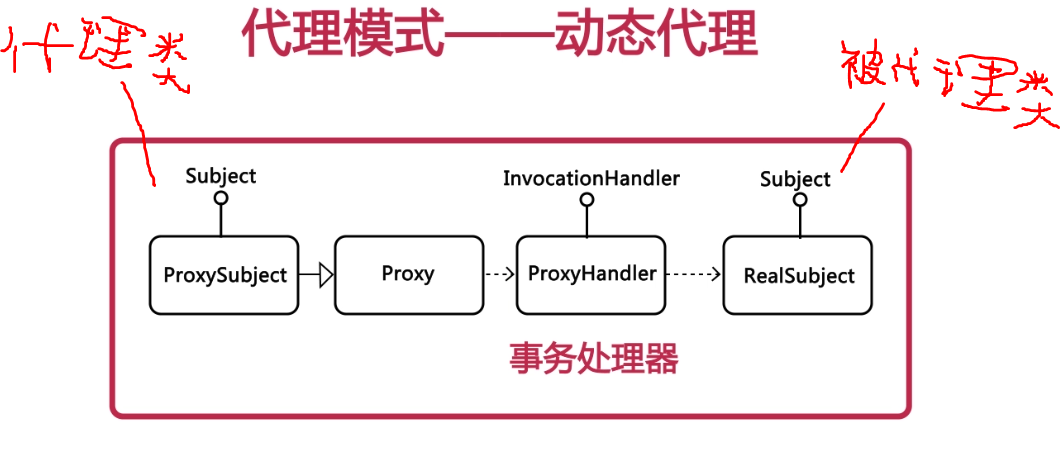 代理模式——动态代理
代理类
被代理类
Subject
InvocationHandler
Subject
ProxySubject
Proxy
ProxyHandler
RealSubject
事务处理器